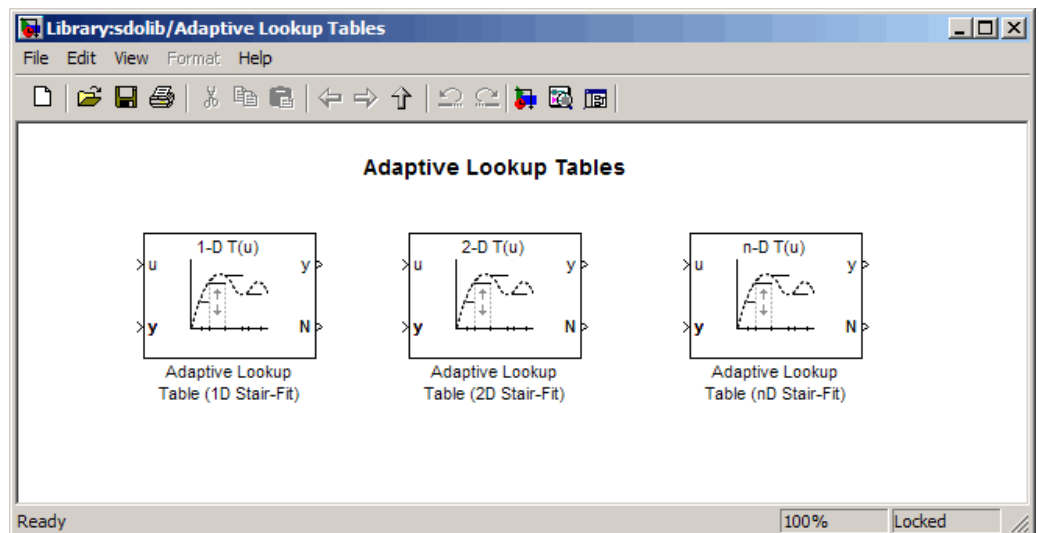 Library:sdolib/Adaptive Lookup Tables
File Edit View Format Help
Adaptive Lookup Tables
1-D T(u)
u y
y N
Adaptive Lookup
Table (1D Stair-Fit)
2-D T(u)
u y
y N
Adaptive Lookup
Table (2D Stair-Fit)
n-D T(u)
u y
y N
Adaptive Lookup
Table (nD Stair-Fit)
Ready 100% Locked